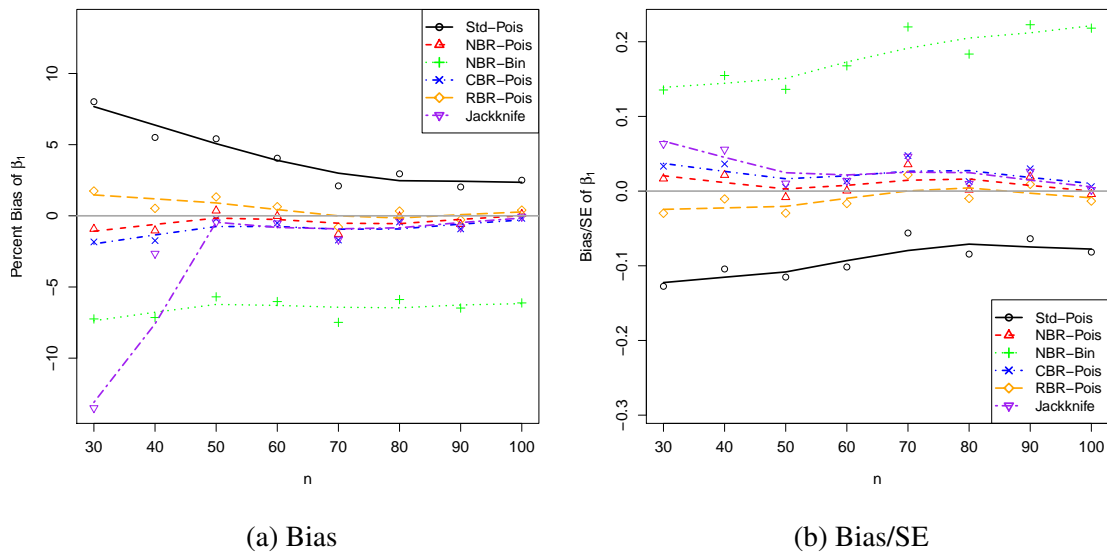 Std−Pois
NBR−Pois
NBR−Bin
CBR−Pois
RBR−Pois
Jackknife
10
5
0
−5
−10
Percent Bias of β1
30 40 50 60 70 80 90 100
n
(a) Bias
0.2
0.1
0.0
−0.1
−0.2
−0.3
Bias/SE of β1
Std−Pois
NBR−Pois
NBR−Bin
CBR−Pois
RBR−Pois
Jackknife
30 40 50 60 70 80 90 100
n
(b) Bias/SE